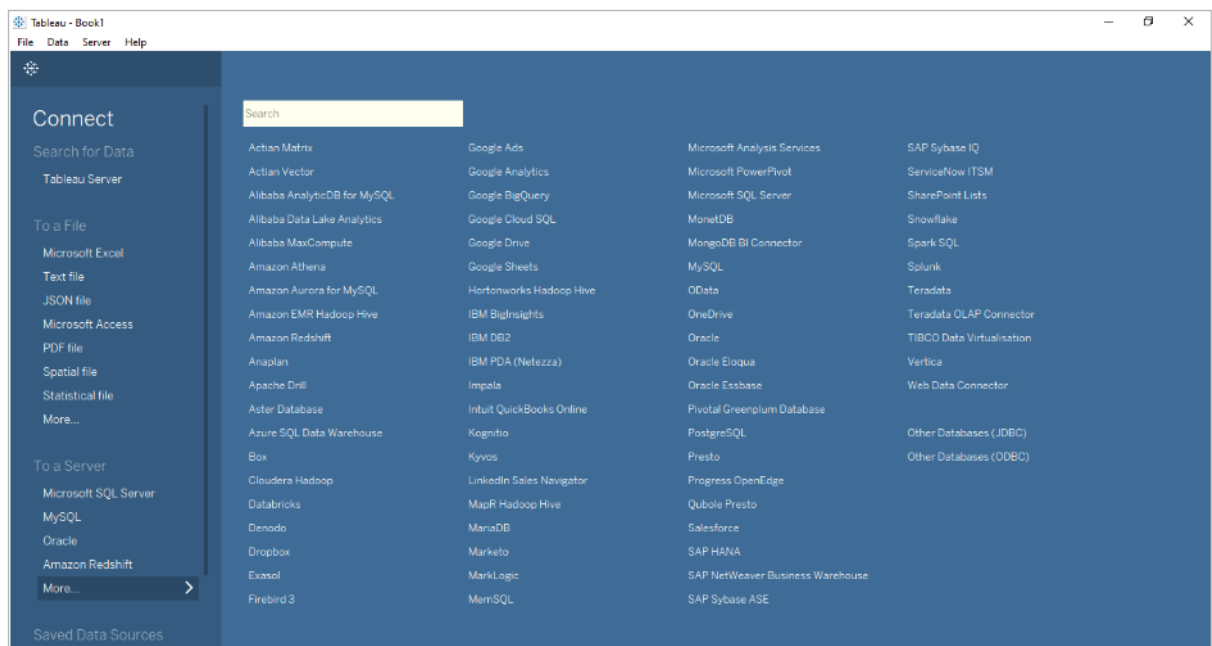 Tableau - Book1
File Data Server Help
Connect
Search for Data
Tableau Server
To a File
Microsoft Excel
Text file
JSON file
Microsoft Access
PDF file
Spatial file
Statistical file
More...
To a Server
Microsoft SQL Server
MySQL
Oracle
Amazon Redshift
More...
Saved Data Sources
Search
Actian Matrix
Actian Vector
Alibaba AnalyticDB for MySQL
Alibaba Data Lake Analytics
Alibaba MaxCompute
Amazon Athena
Amazon Aurora for MySQL
Amazon EMR Hadoop Hive
Amazon Redshift
Anaplan
Apache Drill
Aster Database
Azure SQL Data Warehouse
Box
Cloudera Hadoop
Databricks
Denodo
Dropbox
Exasol
Firebird 3
Google Ads
Google Analytics
Google BigQuery
Google Cloud SQL
Google Drive
Google Sheets
Hortonworks Hadoop Hive
IBM BigInsights
IBM DB2
IBM PDA (Netezza)
Impala
Intuit QuickBooks Online
Kognitio
Kyvos
LinkedIn Sales Navigator
MapR Hadoop Hive
MariaDB
Marketo
MarkLogic
MemSQL
Microsoft Analysis Services
Microsoft PowerPivot
Microsoft SQL Server
MonetDB
MongoDB BI Connector
MySQL
OData
OneDrive
Oracle
Oracle Eloqua
Oracle Essbase
Pivotal Greenplum Database
PostgreSQL
Presto
Progress OpenEdge
Qubole Presto
Salesforce
SAP HANA
SAP NetWeaver Business Warehouse
SAP Sybase ASE
SAP Sybase IQ
ServiceNow ITSM
SharePoint Lists
Snowflake
Spark SQL
Splunk
Teradata
Teradata OLAP Connector
TIBCO Data Virtualisation
Vertica
Web Data Connector
Other Databases (JDBC)
Other Databases (ODBC)